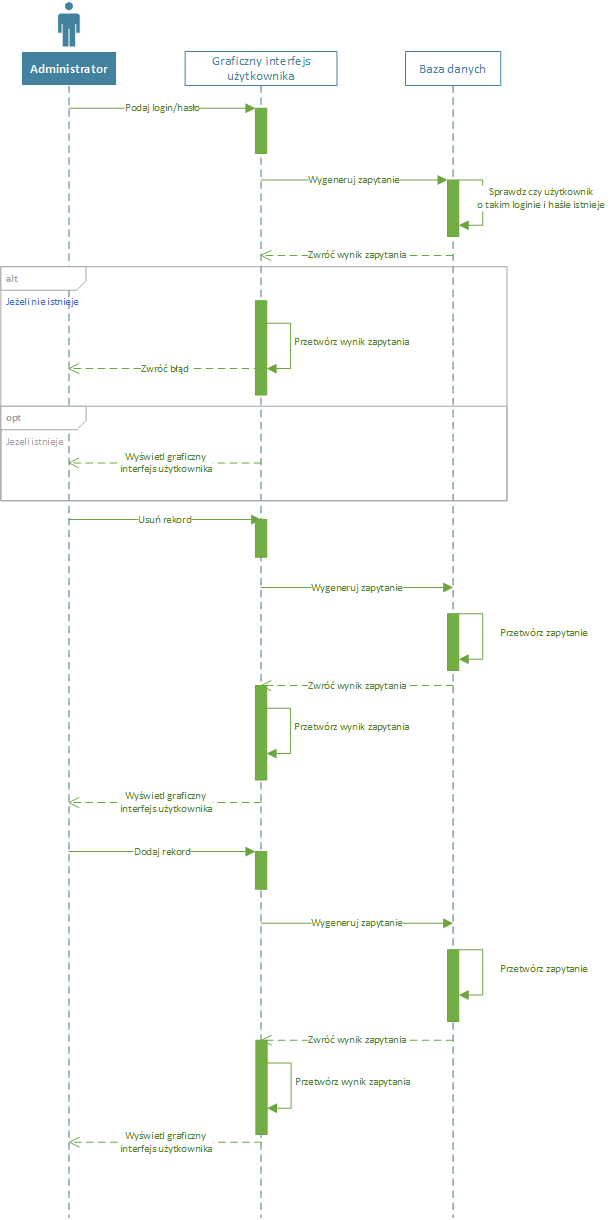 Administrator
Graficzny interfejs
użytkownika
Baza danych
Podaj login/hasło
Wygeneruj zapytanie
Sprawdz czy użytkownik
o takim loginie i haśle istnieje
Zwróć wynik zapytania
alt
Jeżeli nie istnieje
Przetwórz wynik zapytania
Zwróć błąd
opt
Jezeli istnieje
Wyświetl graficzny
interfejs użytkownika
Usuń rekord
Wygeneruj zapytanie
Przetwórz zapytanie
Zwróć wynik zapytania
Przetwórz wynik zapytania
Wyświetl graficzny
interfejs użytkownika
Dodaj rekord
Wygeneruj zapytanie
Przetwórz zapytanie
Zwróć wynik zapytania
Przetwórz wynik zapytania
Wyświetl graficzny
interfejs użytkownika